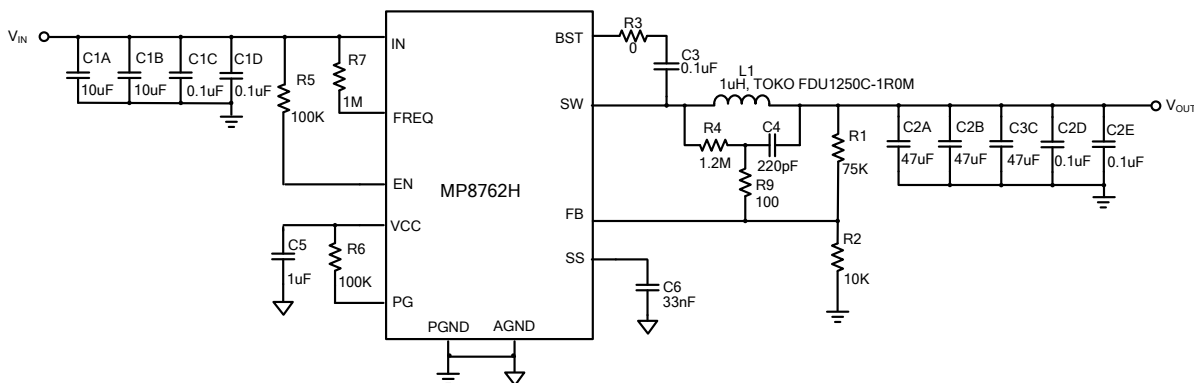 V_IN
C1A
10uF
C1B
10uF
C1C
0.1uF
C1D
0.1uF
R5
100K
R7
1M
IN
FREQ
EN
VCC
C5
1uF
R6
100K
PG
MP8762H
PGND
AGND
BST
R3
0
C3
0.1uF
SW
L1
1uH, TOKO FDU1250C-1R0M
R4
1.2M
C4
220pF
R9
100
R1
75K
FB
R2
10K
SS
C6
33nF
C2A
47uF
C2B
47uF
C3C
47uF
C2D
0.1uF
C2E
0.1uF
V_OUT